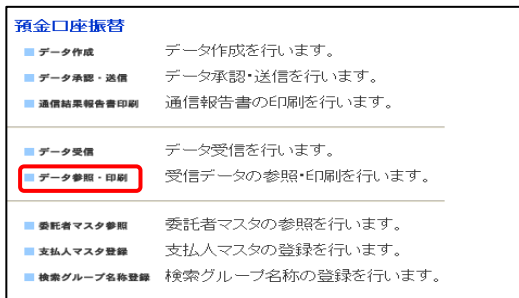 預金口座振替
データ作成 データ作成を行います。
データ承認・送信 データ承認・送信を行います。
通信結果報告書印刷 通信報告書の印刷を行います。
データ受信 データ受信を行います。
データ参照・印刷 受信データの参照・印刷を行います。
委託者マスタ参照 委託者マスタの参照を行います。
支払人マスタ登録 支払人マスタの登録を行います。
検索グループ名称登録 検索グループ名称の登録を行います。